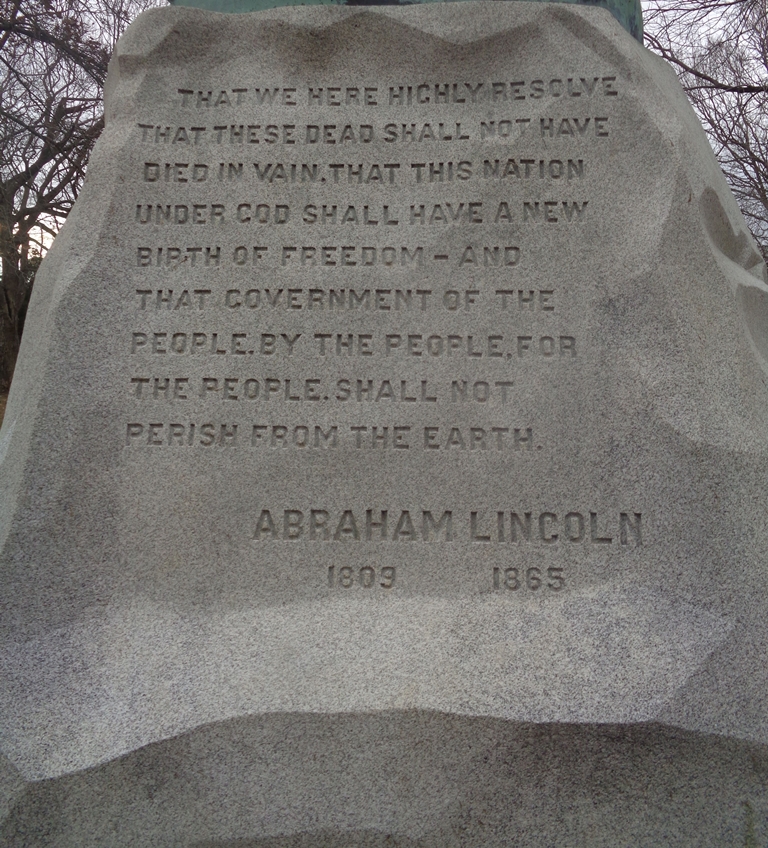 THAT WE HERE HIGHLY RESOLVE
THAT THESE DEAD SHALL NOT HAVE
DIED IN VAIN. THAT THIS NATION
UNDER GOD SHALL HAVE A NEW
BIRTH OF FREEDOM - AND
THAT GOVERNMENT OF THE
PEOPLE. BY THE PEOPLE, FOR
THE PEOPLE. SHALL NOT
PERISH FROM THE EARTH.
ABRAHAM LINCOLN
1809 1865